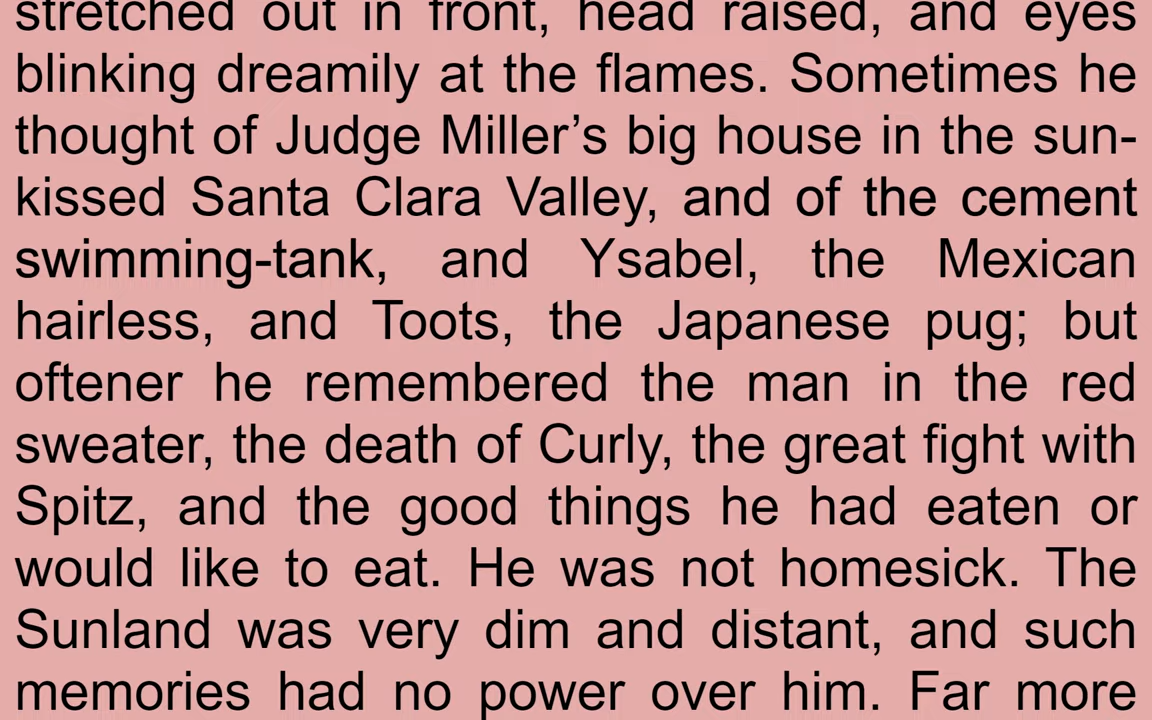 stretched out in front, head raised, and eyes
blinking dreamily at the flames. Sometimes he
thought of Judge Miller’s big house in the sun-
kissed Santa Clara Valley, and of the cement
swimming-tank, and Ysabel, the Mexican
hairless, and Toots, the Japanese pug; but
oftener he remembered the man in the red
sweater, the death of Curly, the great fight with
Spitz, and the good things he had eaten or
would like to eat. He was not homesick. The
Sunland was very dim and distant, and such
memories had no power over him. Far more